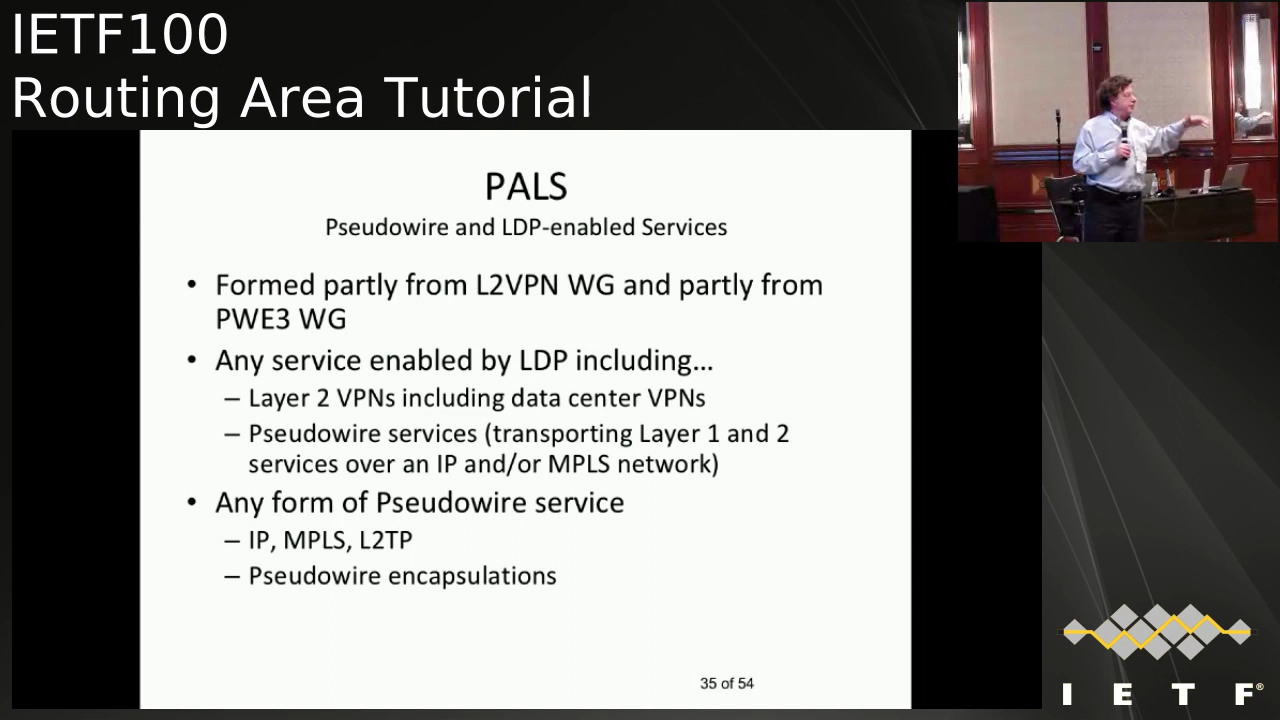 IETF100
Routing Area Tutorial
PALS
Pseudowire and LDP-enabled Services
• Formed partly from L2VPN WG and partly from
PWE3 WG
• Any service enabled by LDP including...
– Layer 2 VPNs including data center VPNs
– Pseudowire services (transporting Layer 1 and 2
services over an IP and/or MPLS network)
• Any form of Pseudowire service
– IP, MPLS, L2TP
– Pseudowire encapsulations
35 of 54
I E T F®